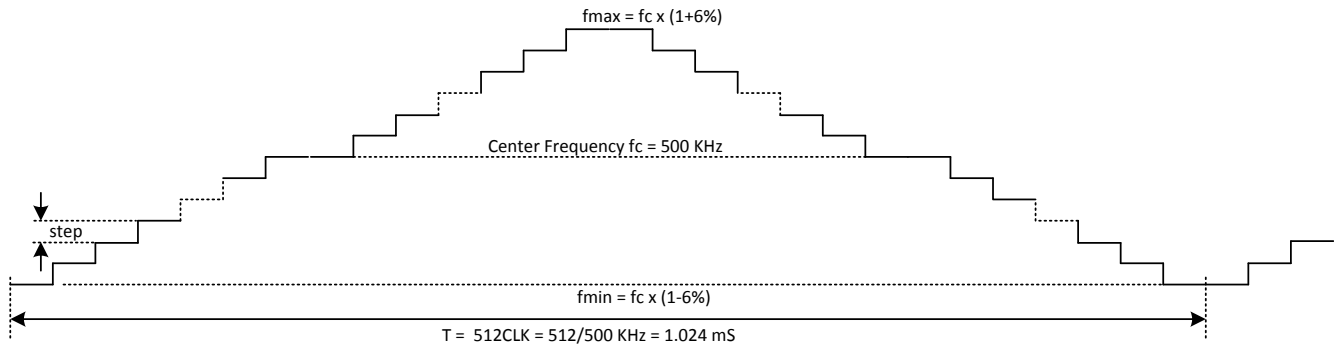 fmax = fc x (1+6%)
Center Frequency fc = 500 KHz
step
fmin = fc x (1-6%)
T = 512CLK = 512/500 KHz = 1.024 mS